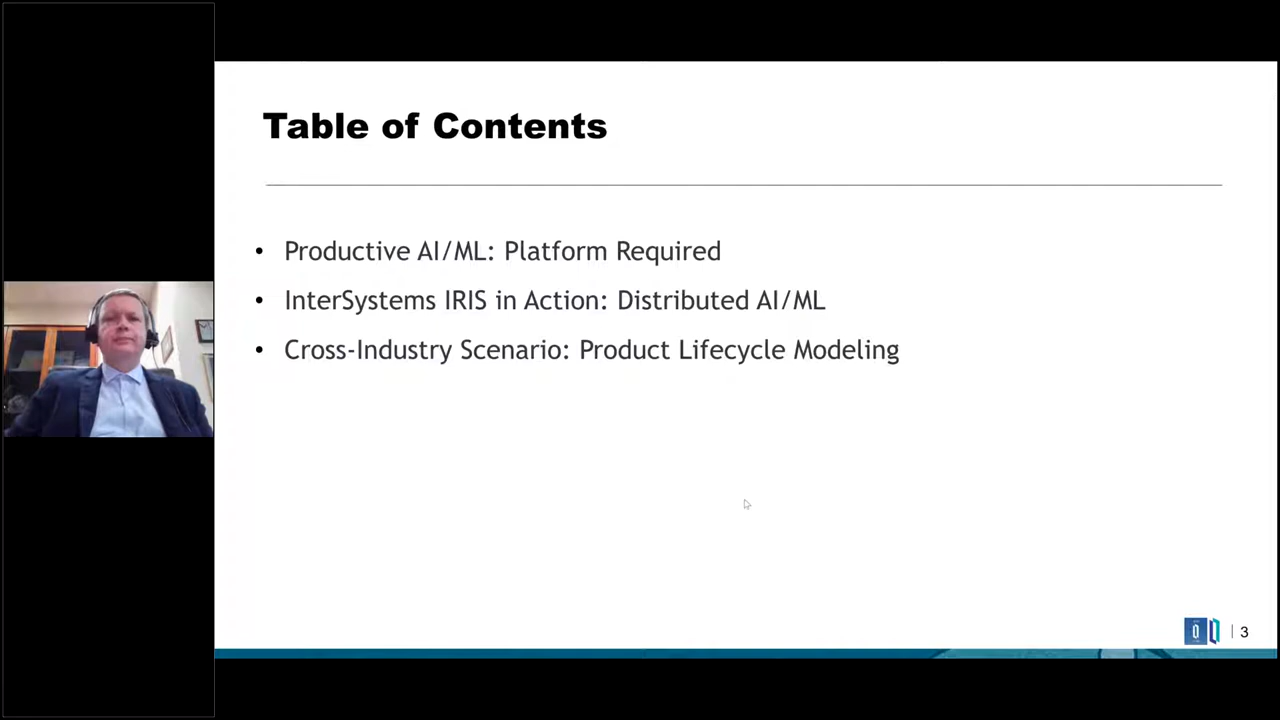 Table of Contents
• Productive AI/ML: Platform Required
• InterSystems IRIS in Action: Distributed AI/ML
• Cross-Industry Scenario: Product Lifecycle Modeling
| 3